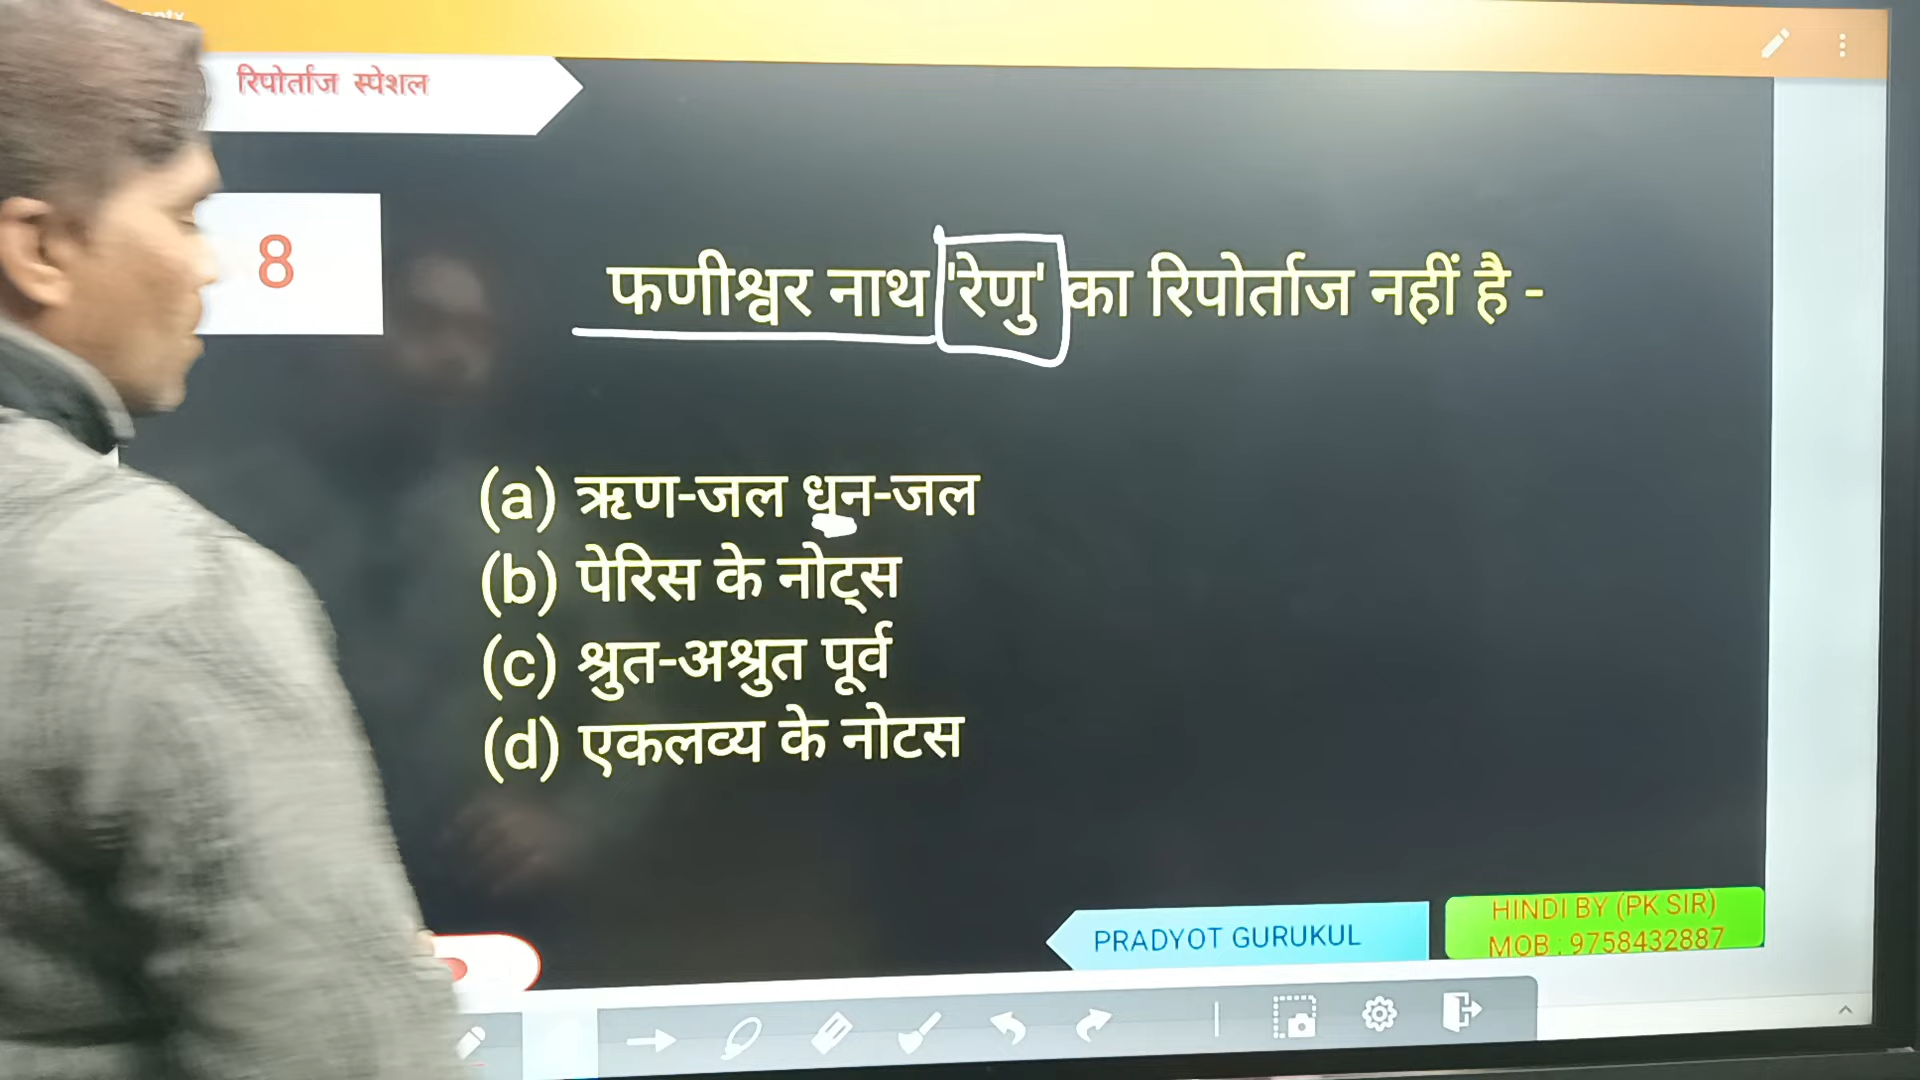 रिपोर्ताज स्पेशल
8
फणीश्वर नाथ 'रेणु' का रिपोर्ताज नहीं है -
(a) ऋण-जल धन-जल
(b) पेरिस के नोट्स
(c) श्रुत-अश्रुत पूर्व
(d) एकलव्य के नोटस
PRADYOT GURUKUL
HINDI BY (PK SIR)
MOB : 9758432887